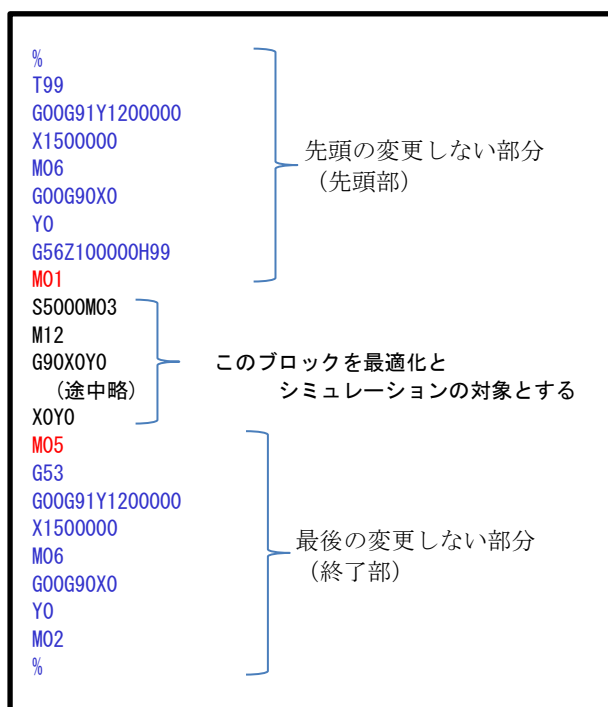 %
T99
G00G91Y1200000
X1500000
M06
G00G90X0
Y0
G56Z100000H99
M01
先頭の変更しない部分
（先頭部）
S5000M03
M12
G90X0Y0
（途中略）
X0Y0
このブロックを最適化と
シミュレーションの対象とする
M05
G53
G00G91Y1200000
X1500000
M06
G00G90X0
Y0
M02
%
最後の変更しない部分
（終了部）